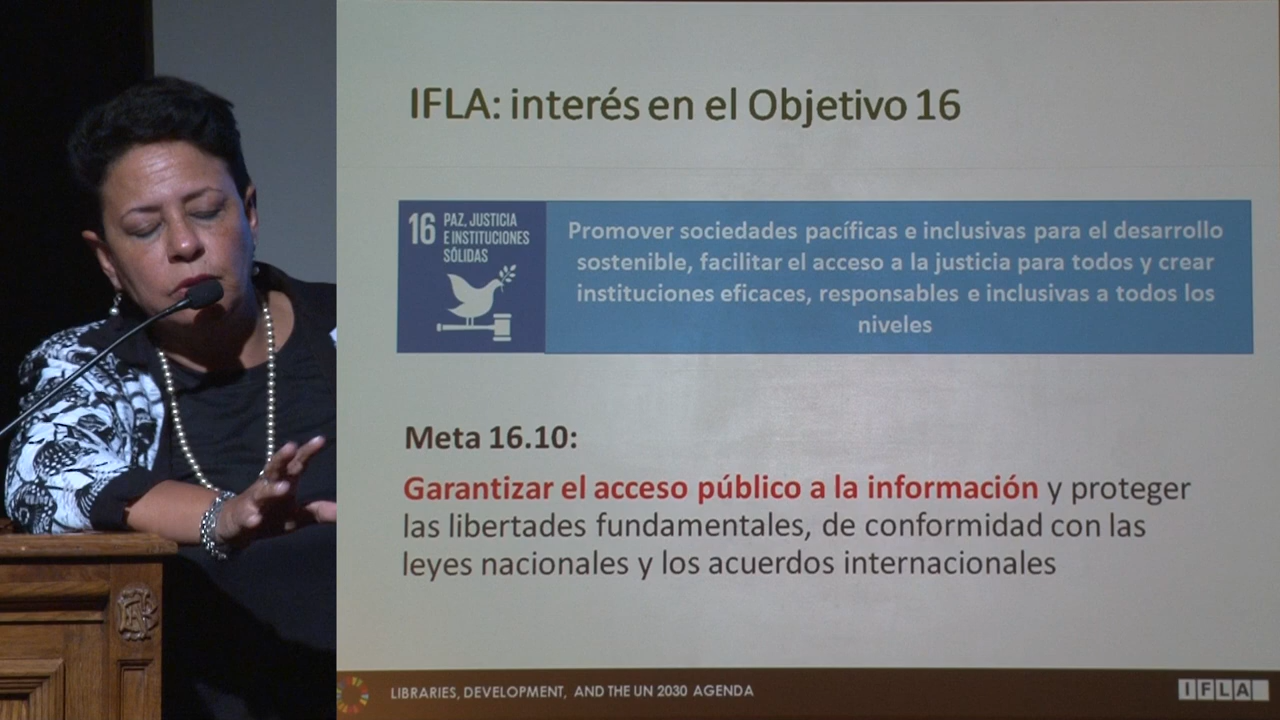 IFLA: interés en el Objetivo 16
16 PAZ, JUSTICIA
E INSTITUCIONES
SÓLIDAS
Promover sociedades pacíficas e inclusivas para el desarrollo
sostenible, facilitar el acceso a la justicia para todos y crear
instituciones eficaces, responsables e inclusivas a todos los
niveles
Meta 16.10:
Garantizar el acceso público a la información y proteger
las libertades fundamentales, de conformidad con las
leyes nacionales y los acuerdos internacionales
LIBRARIES, DEVELOPMENT, AND THE UN 2030 AGENDA
IFLA